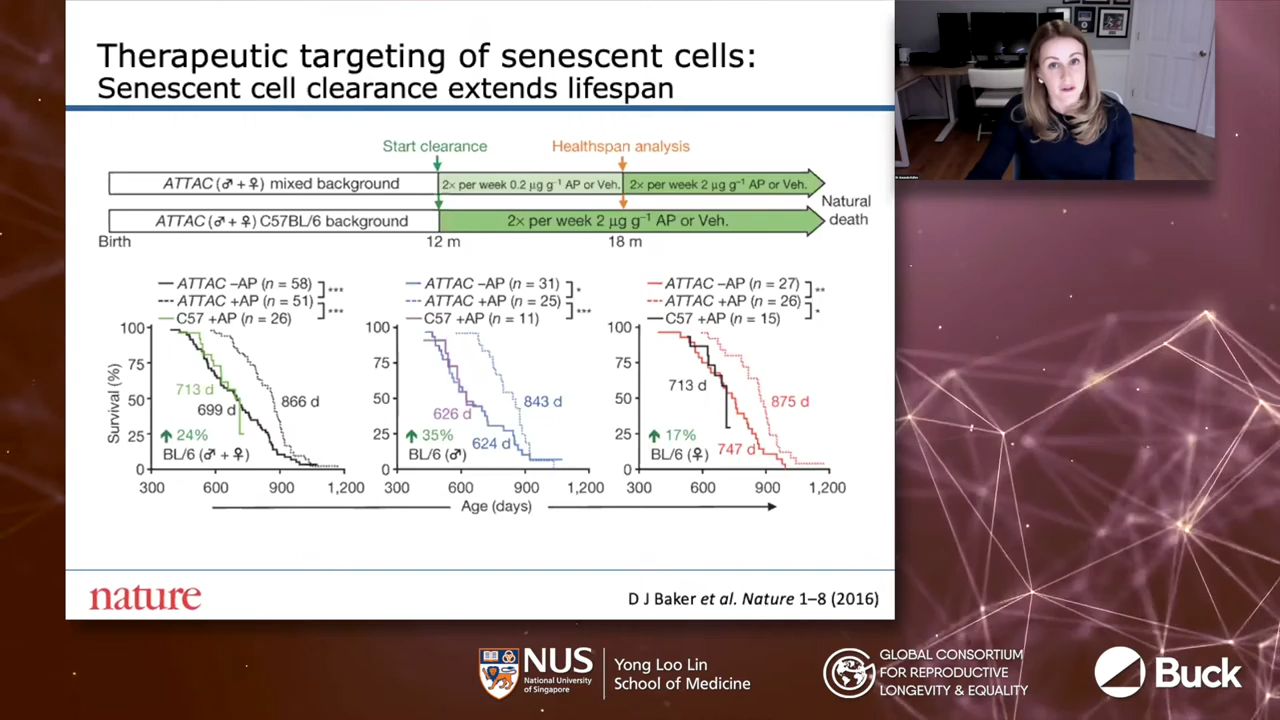 Therapeutic targeting of senescent cells:
Senescent cell clearance extends lifespan
Start clearance
Healthspan analysis
ATTAC (♂ + ♀) mixed background
2× per week 0.2 µg g⁻¹ AP or Veh.
2× per week 2 µg g⁻¹ AP or Veh.
ATTAC (♂ + ♀) C57BL/6 background
2× per week 2 µg g⁻¹ AP or Veh.
Natural
death
Birth
12 m
18 m
ATTAC –AP (n = 58)
***
ATTAC +AP (n = 51)
***
C57 +AP (n = 26)
ATTAC –AP (n = 31)
*
ATTAC +AP (n = 25)
***
C57 +AP (n = 11)
ATTAC –AP (n = 27)
**
ATTAC +AP (n = 26)
*
C57 +AP (n = 15)
Survival (%)
100
75
50
25
0
713 d
699 d
866 d
24%
BL/6 (♂ + ♀)
300
600
900
1,200
100
75
50
25
0
626 d
843 d
624 d
35%
BL/6 (♂)
300
600
900
1,200
100
75
50
25
0
713 d
875 d
747 d
17%
BL/6 (♀)
300
600
900
1,200
Age (days)
nature
D J Baker et al. Nature 1–8 (2016)
NUS
National University
of Singapore
Yong Loo Lin
School of Medicine
GLOBAL CONSORTIUM
FOR REPRODUCTIVE
LONGEVITY & EQUALITY
Buck